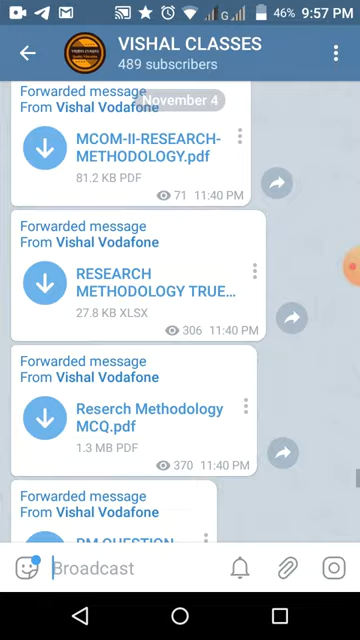 46% 9:57 PM
VISHAL CLASSES
489 subscribers
Forwarded message
From Vishal Vodafone
November 4
MCOM-II-RESEARCH-
METHODOLOGY.pdf
81.2 KB PDF
71 11:40 PM
Forwarded message
From Vishal Vodafone
RESEARCH
METHODOLOGY TRUE...
27.8 KB XLSX
306 11:40 PM
Forwarded message
From Vishal Vodafone
Reserch Methodology
MCQ.pdf
1.3 MB PDF
370 11:40 PM
Forwarded message
From Vishal Vodafone
RM QUESTION
Broadcast